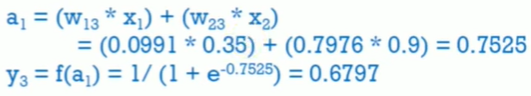 a₁ = (w₁₃ * x₁) + (w₂₃ * x₂)
= (0.0991 * 0.35) + (0.7976 * 0.9) = 0.7525
y₃ = f(a₁) = 1/ (1 + e⁻⁰·⁷⁵²⁵) = 0.6797